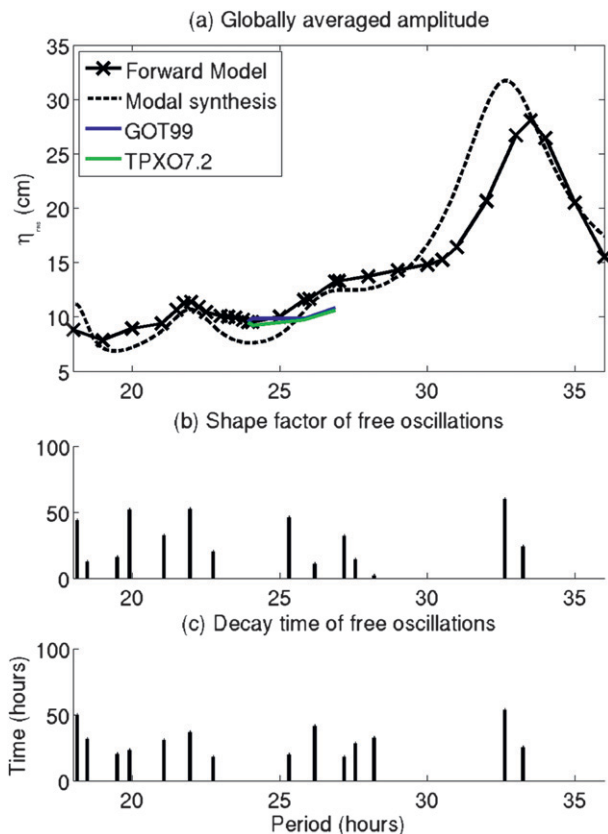 (a) Globally averaged amplitude
35
30
25
20
15
10
5
η (cm)
Forward Model
Modal synthesis
GOT99
TPXO7.2
20 25 30 35
(b) Shape factor of free oscillations
100
50
0
20 25 30 35
(c) Decay time of free oscillations
100
50
0
Time (hours)
20 25 30 35
Period (hours)